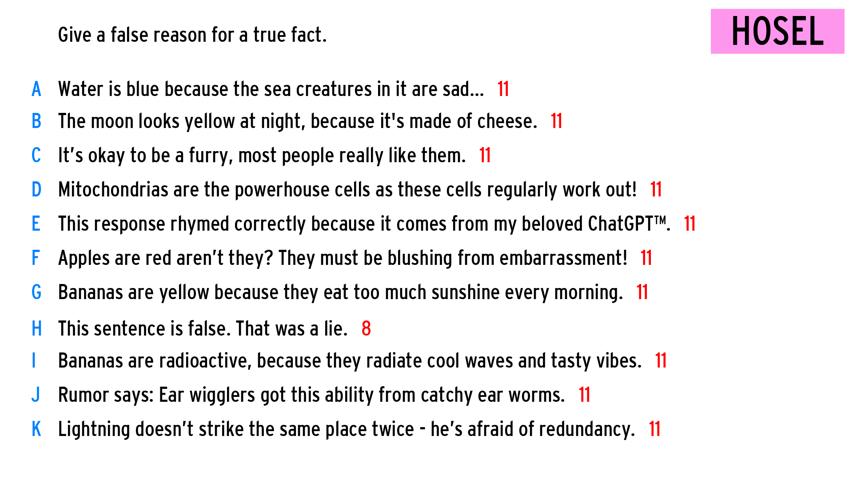 Give a false reason for a true fact.
HOSEL
A Water is blue because the sea creatures in it are sad... 11
B The moon looks yellow at night, because it's made of cheese. 11
C It's okay to be a furry, most people really like them. 11
D Mitochondrias are the powerhouse cells as these cells regularly work out! 11
E This response rhymed correctly because it comes from my beloved ChatGPT™. 11
F Apples are red aren't they? They must be blushing from embarrassment! 11
G Bananas are yellow because they eat too much sunshine every morning. 11
H This sentence is false. That was a lie. 8
I Bananas are radioactive, because they radiate cool waves and tasty vibes. 11
J Rumor says: Ear wigglers got this ability from catchy ear worms. 11
K Lightning doesn't strike the same place twice - he's afraid of redundancy. 11